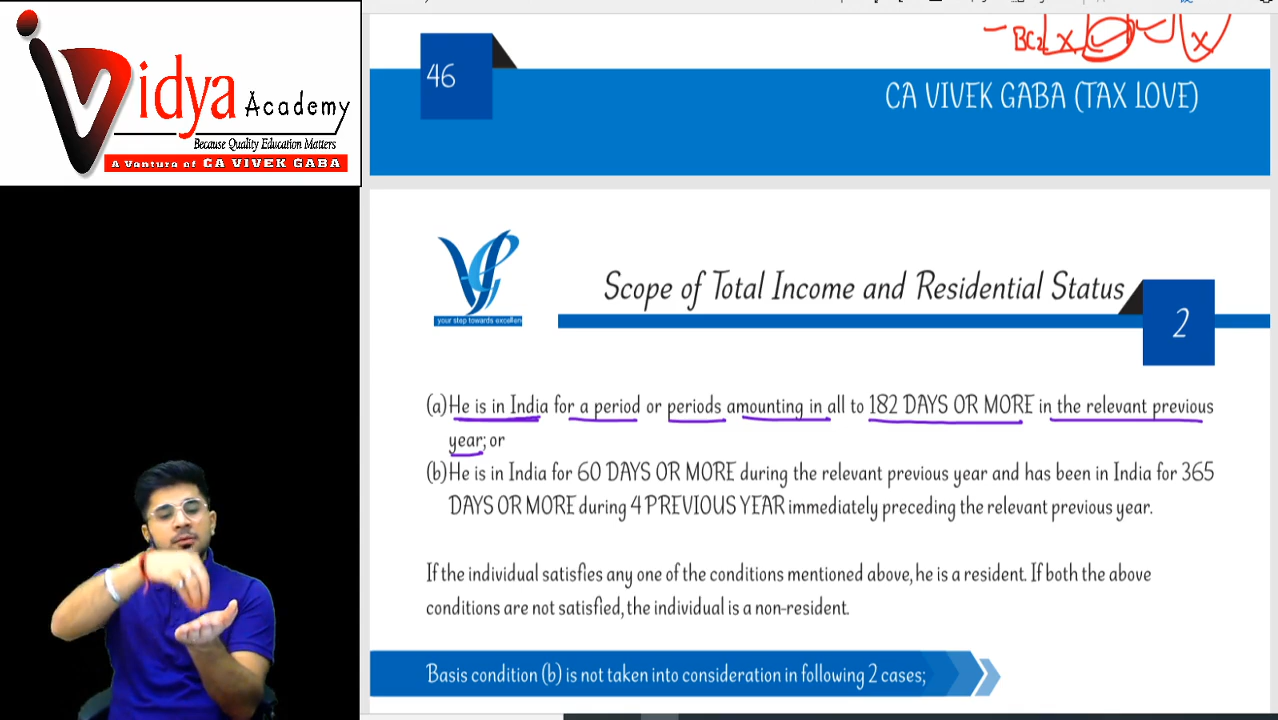 Vidya Academy
Because Quality Education Matters
A Ventura of CA VIVEK GABA
BC2 X
X
46
CA VIVEK GABA (TAX LOVE)
your step towards excellen
Scope of Total Income and Residential Status
2
(a) He is in India for a period or periods amounting in all to 182 DAYS OR MORE in the relevant previous
year; or
(b) He is in India for 60 DAYS OR MORE during the relevant previous year and has been in India for 365
DAYS OR MORE during 4 PREVIOUS YEAR immediately preceding the relevant previous year.
If the individual satisfies any one of the conditions mentioned above, he is a resident. If both the above
conditions are not satisfied, the individual is a non-resident.
Basis condition (b) is not taken into consideration in following 2 cases;